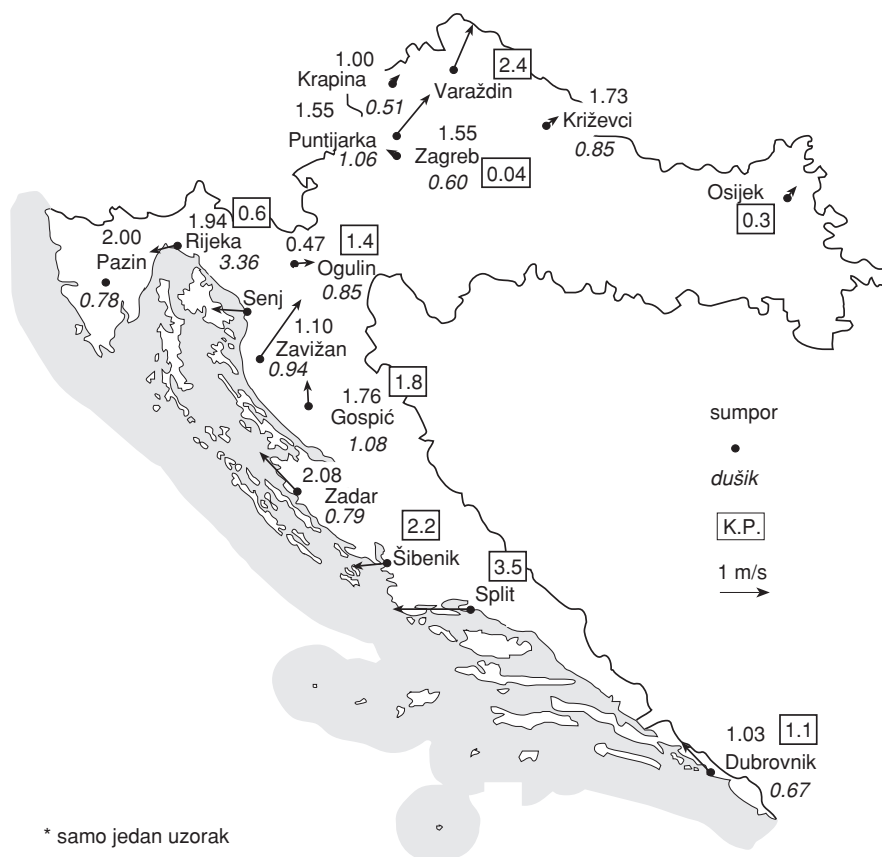 1.00
Krapina
0.51
2.4
Varaždin
1.55
Puntijarka
1.06
1.55
Zagreb
0.60
0.04
1.73
Križevci
0.85
Osijek
0.3
2.00
Pazin
0.78
1.94
0.6
Rijeka
3.36
0.47
1.4
Ogulin
0.85
Senj
1.10
Zavižan
0.94
1.8
1.76
Gospić
1.08
2.08
Zadar
0.79
2.2
Šibenik
3.5
Split
1.03
1.1
Dubrovnik
0.67
sumpor
dušik
K.P.
1 m/s
* samo jedan uzorak